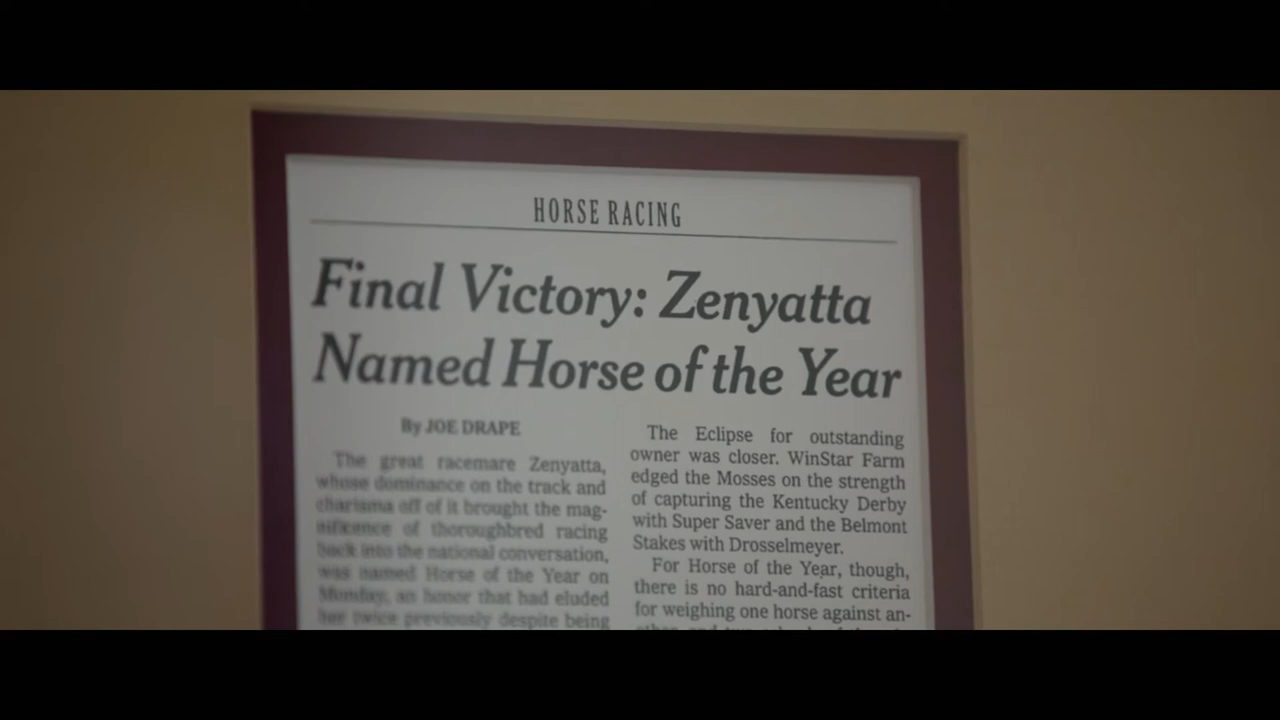 HORSE RACING
Final Victory: Zenyatta
Named Horse of the Year
By JOE DRAPE
The great racemare Zenyatta,
whose dominance on the track and
charisma off of it brought the mag-
nificence of thoroughbred racing
back into the national conversation,
was named Horse of the Year on
Monday, an honor that had eluded
her twice previously despite being
The Eclipse for outstanding
owner was closer. WinStar Farm
edged the Mosses on the strength
of capturing the Kentucky Derby
with Super Saver and the Belmont
Stakes with Drosselmeyer.
For Horse of the Year, though,
there is no hard-and-fast criteria
for weighing one horse against an-